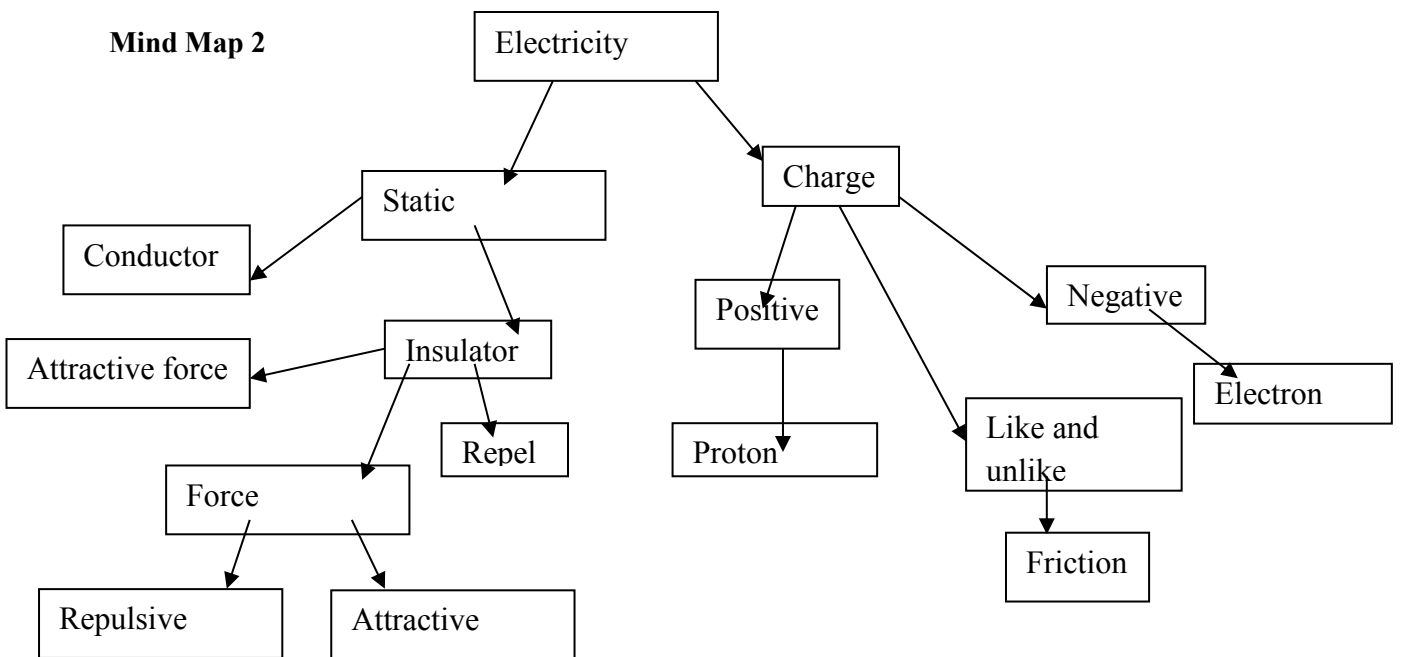 Mind Map 2
Electricity
Charge
Static
Conductor
Negative
Positive
Insulator
Attractive force
Electron
Like and
unlike
Repel
Proton
Force
Friction
Repulsive
Attractive